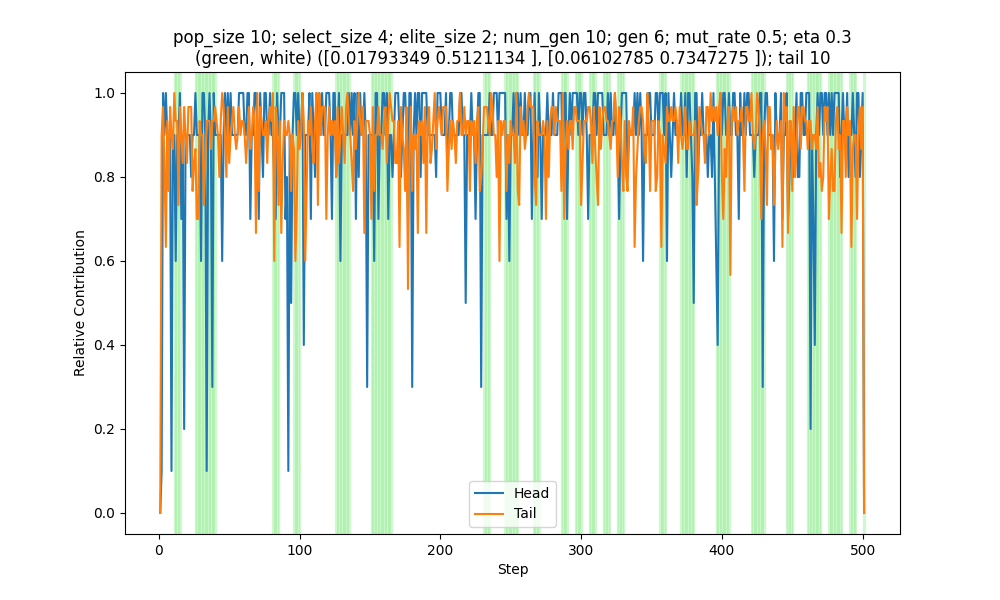 pop_size 10; select_size 4; elite_size 2; num_gen 10; gen 6; mut_rate 0.5; eta 0.3
(green, white) ([0.01793349 0.5121134 ], [0.06102785 0.7347275 ]); tail 10
1.0
0.8
0.6
0.4
0.2
0.0
Relative Contribution
Head
Tail
0 100 200 300 400 500
Step